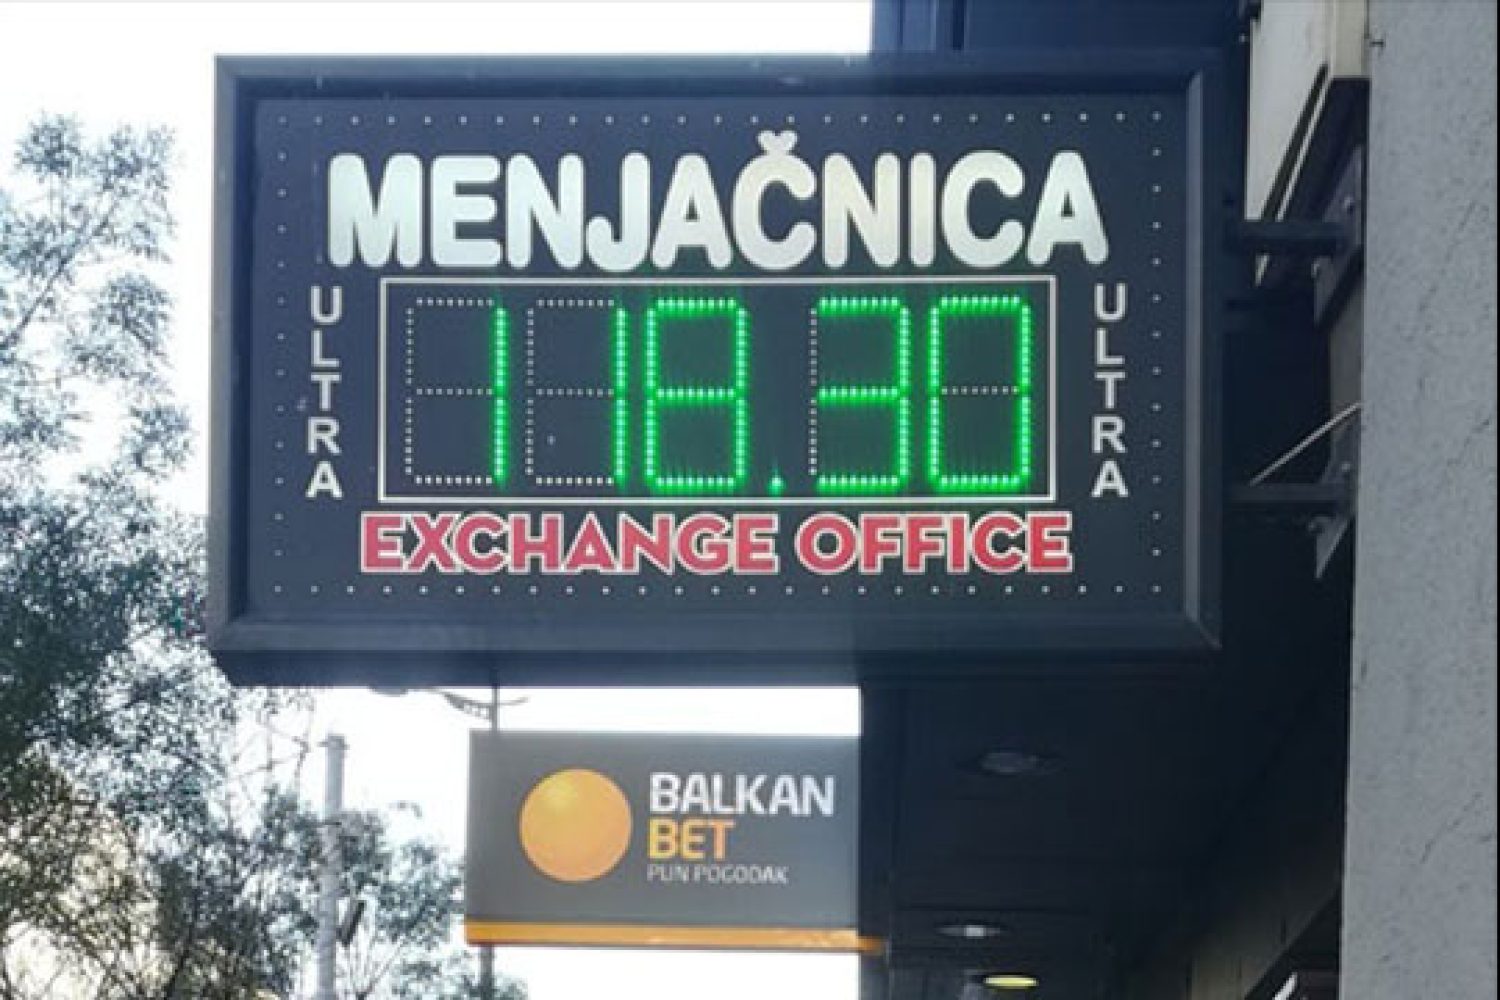 MENJAČNICA
ULTRA
118.30
ULTRA
EXCHANGE OFFICE
BALKAN
BET
PUN POGODAK